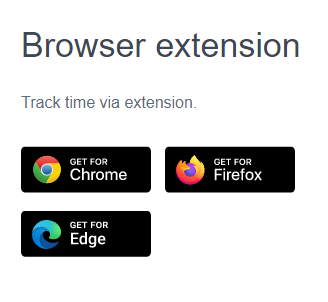 Browser extension
Track time via extension.
GET FOR
Chrome
GET FOR
Firefox
GET FOR
Edge